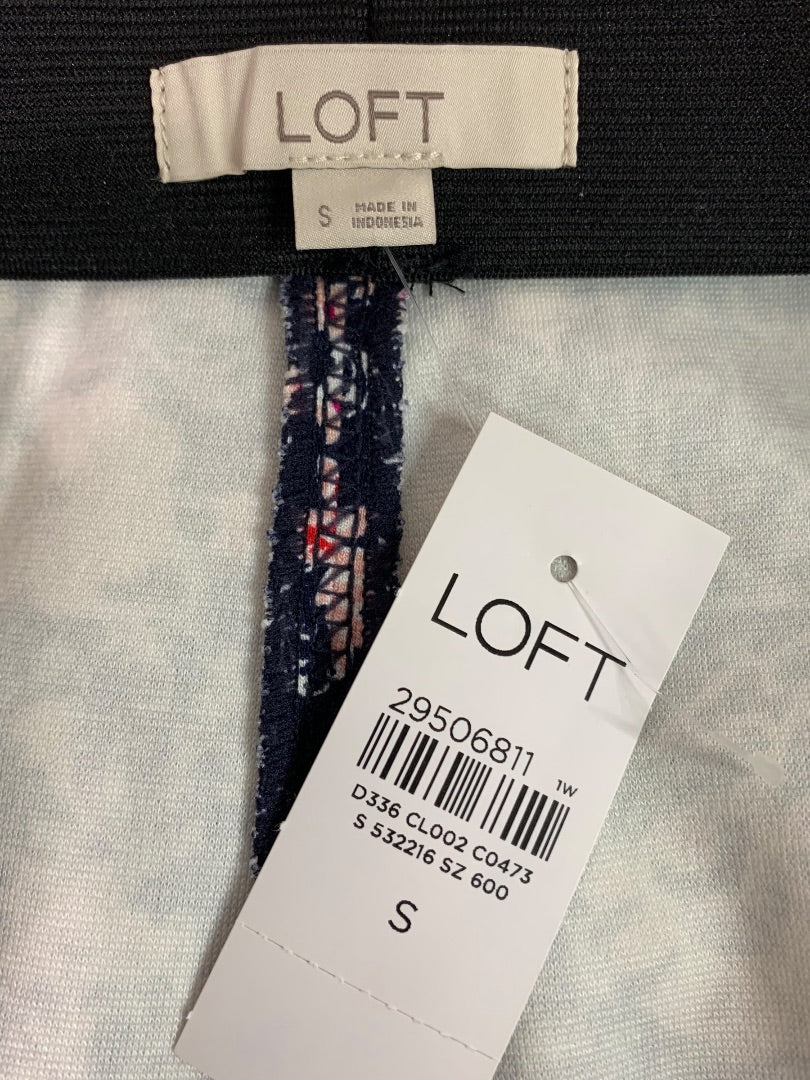 LOFT
S MADE IN
INDONESIA
LOFT
29506811
1W
D336 CL002 C0473
S 532216 SZ 600
S